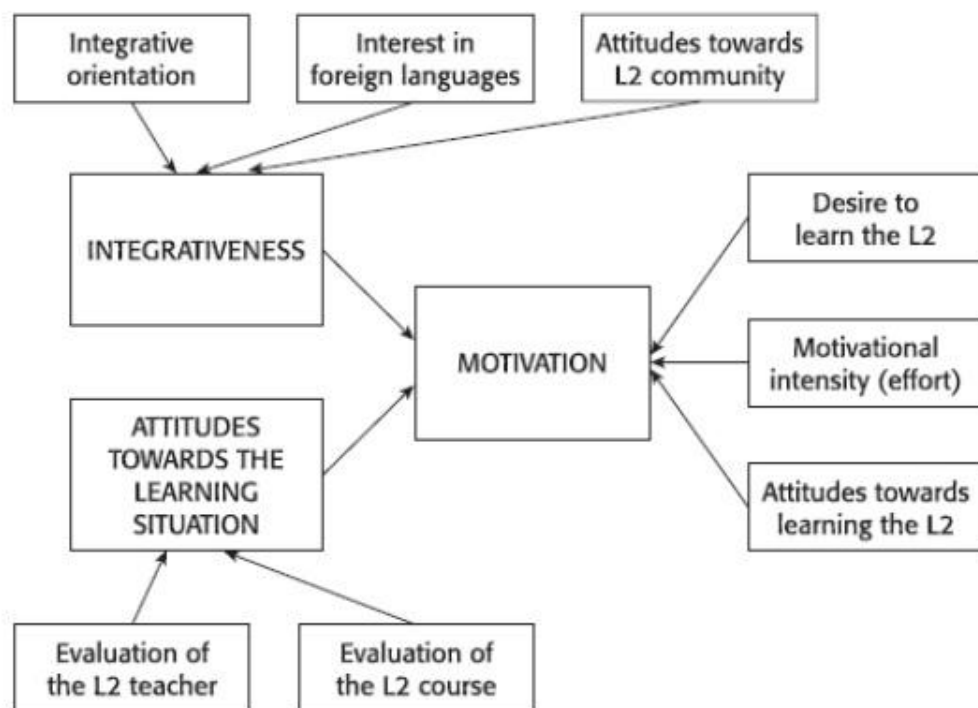 Integrative
orientation
Interest in
foreign languages
Attitudes towards
L2 community
INTEGRATIVENESS
Desire to
learn the L2
MOTIVATION
Motivational
intensity (effort)
ATTITUDES
TOWARDS THE
LEARNING
SITUATION
Attitudes towards
learning the L2
Evaluation of
the L2 teacher
Evaluation of
the L2 course